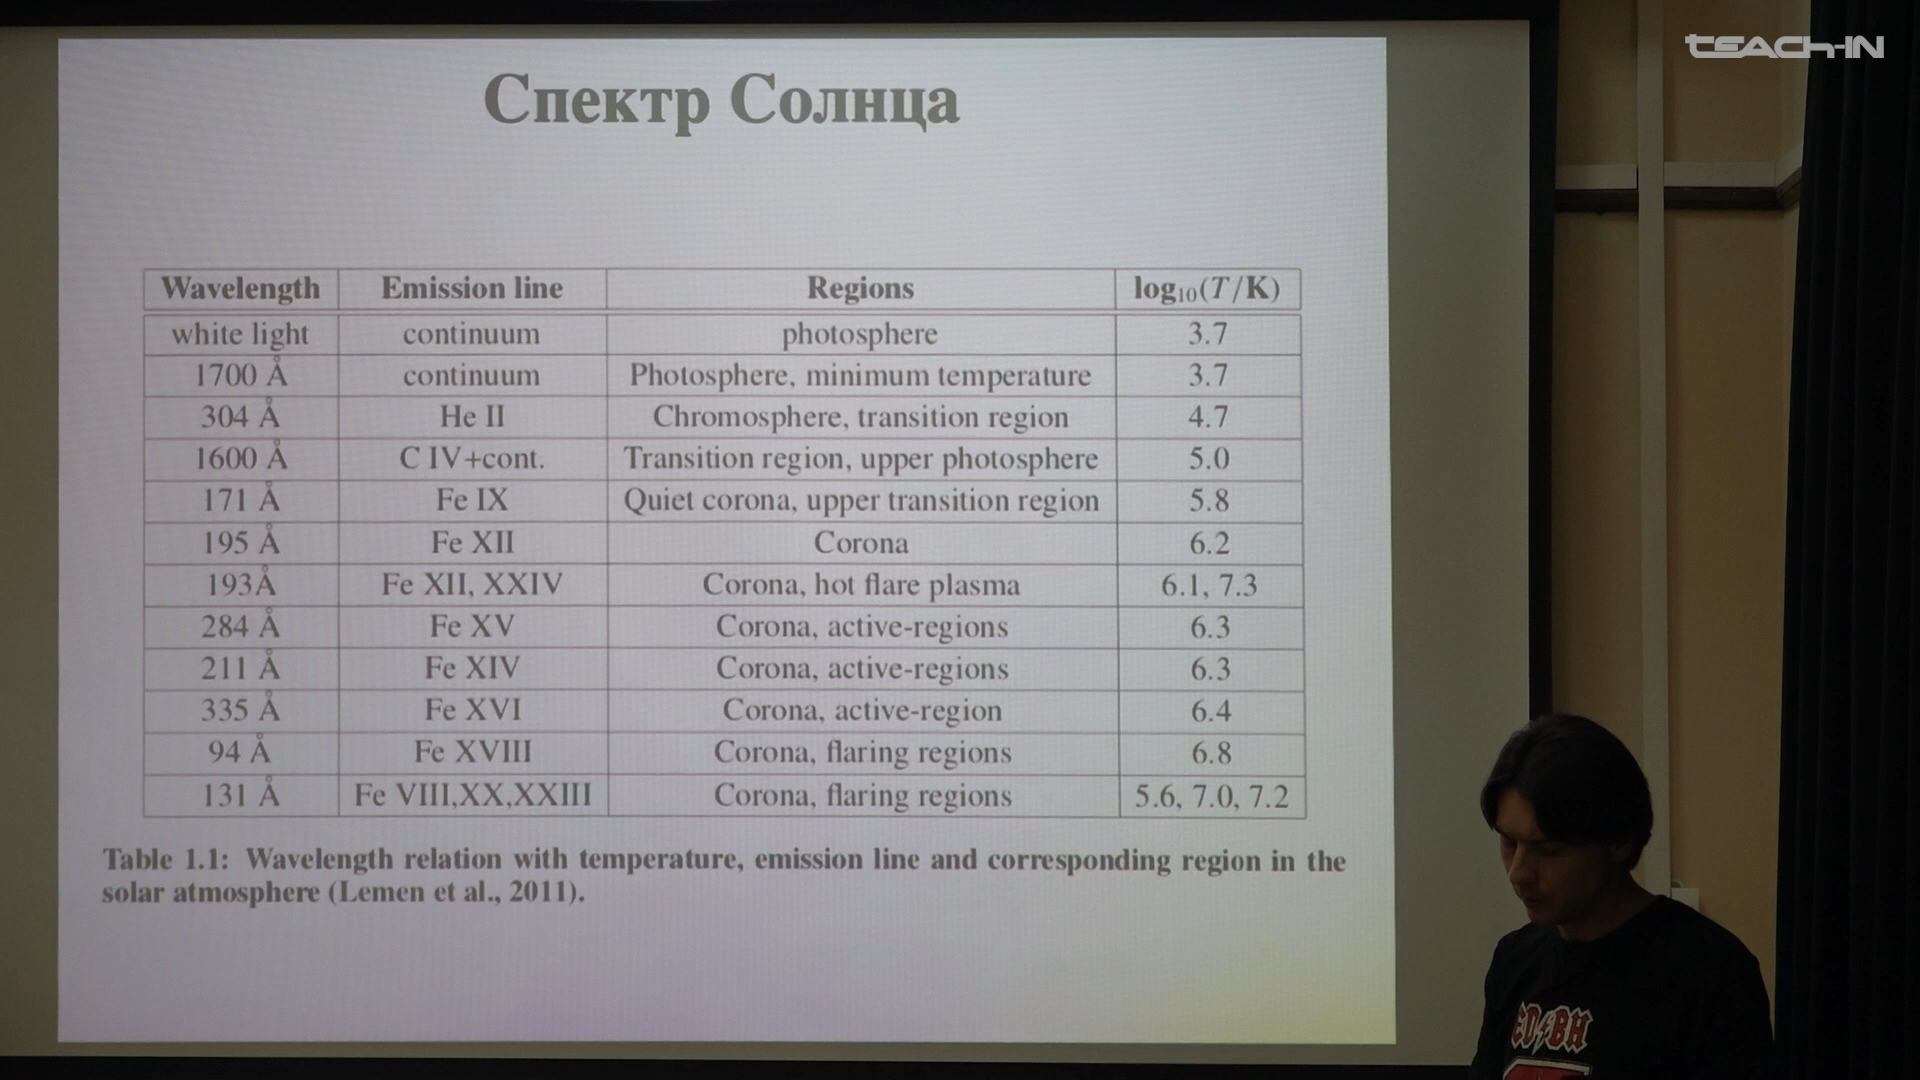 TEACH-IN
Спектр Солнца
Wavelength Emission line Regions log₁₀(T/K)
white light continuum photosphere 3.7
1700 Å continuum Photosphere, minimum temperature 3.7
304 Å He II Chromosphere, transition region 4.7
1600 Å C IV+cont. Transition region, upper photosphere 5.0
171 Å Fe IX Quiet corona, upper transition region 5.8
195 Å Fe XII Corona 6.2
193Å Fe XII, XXIV Corona, hot flare plasma 6.1, 7.3
284 Å Fe XV Corona, active-regions 6.3
211 Å Fe XIV Corona, active-regions 6.3
335 Å Fe XVI Corona, active-region 6.4
94 Å Fe XVIII Corona, flaring regions 6.8
131 Å Fe VIII,XX,XXIII Corona, flaring regions 5.6, 7.0, 7.2
Table 1.1: Wavelength relation with temperature, emission line and corresponding region in the
solar atmosphere (Lemen et al., 2011).